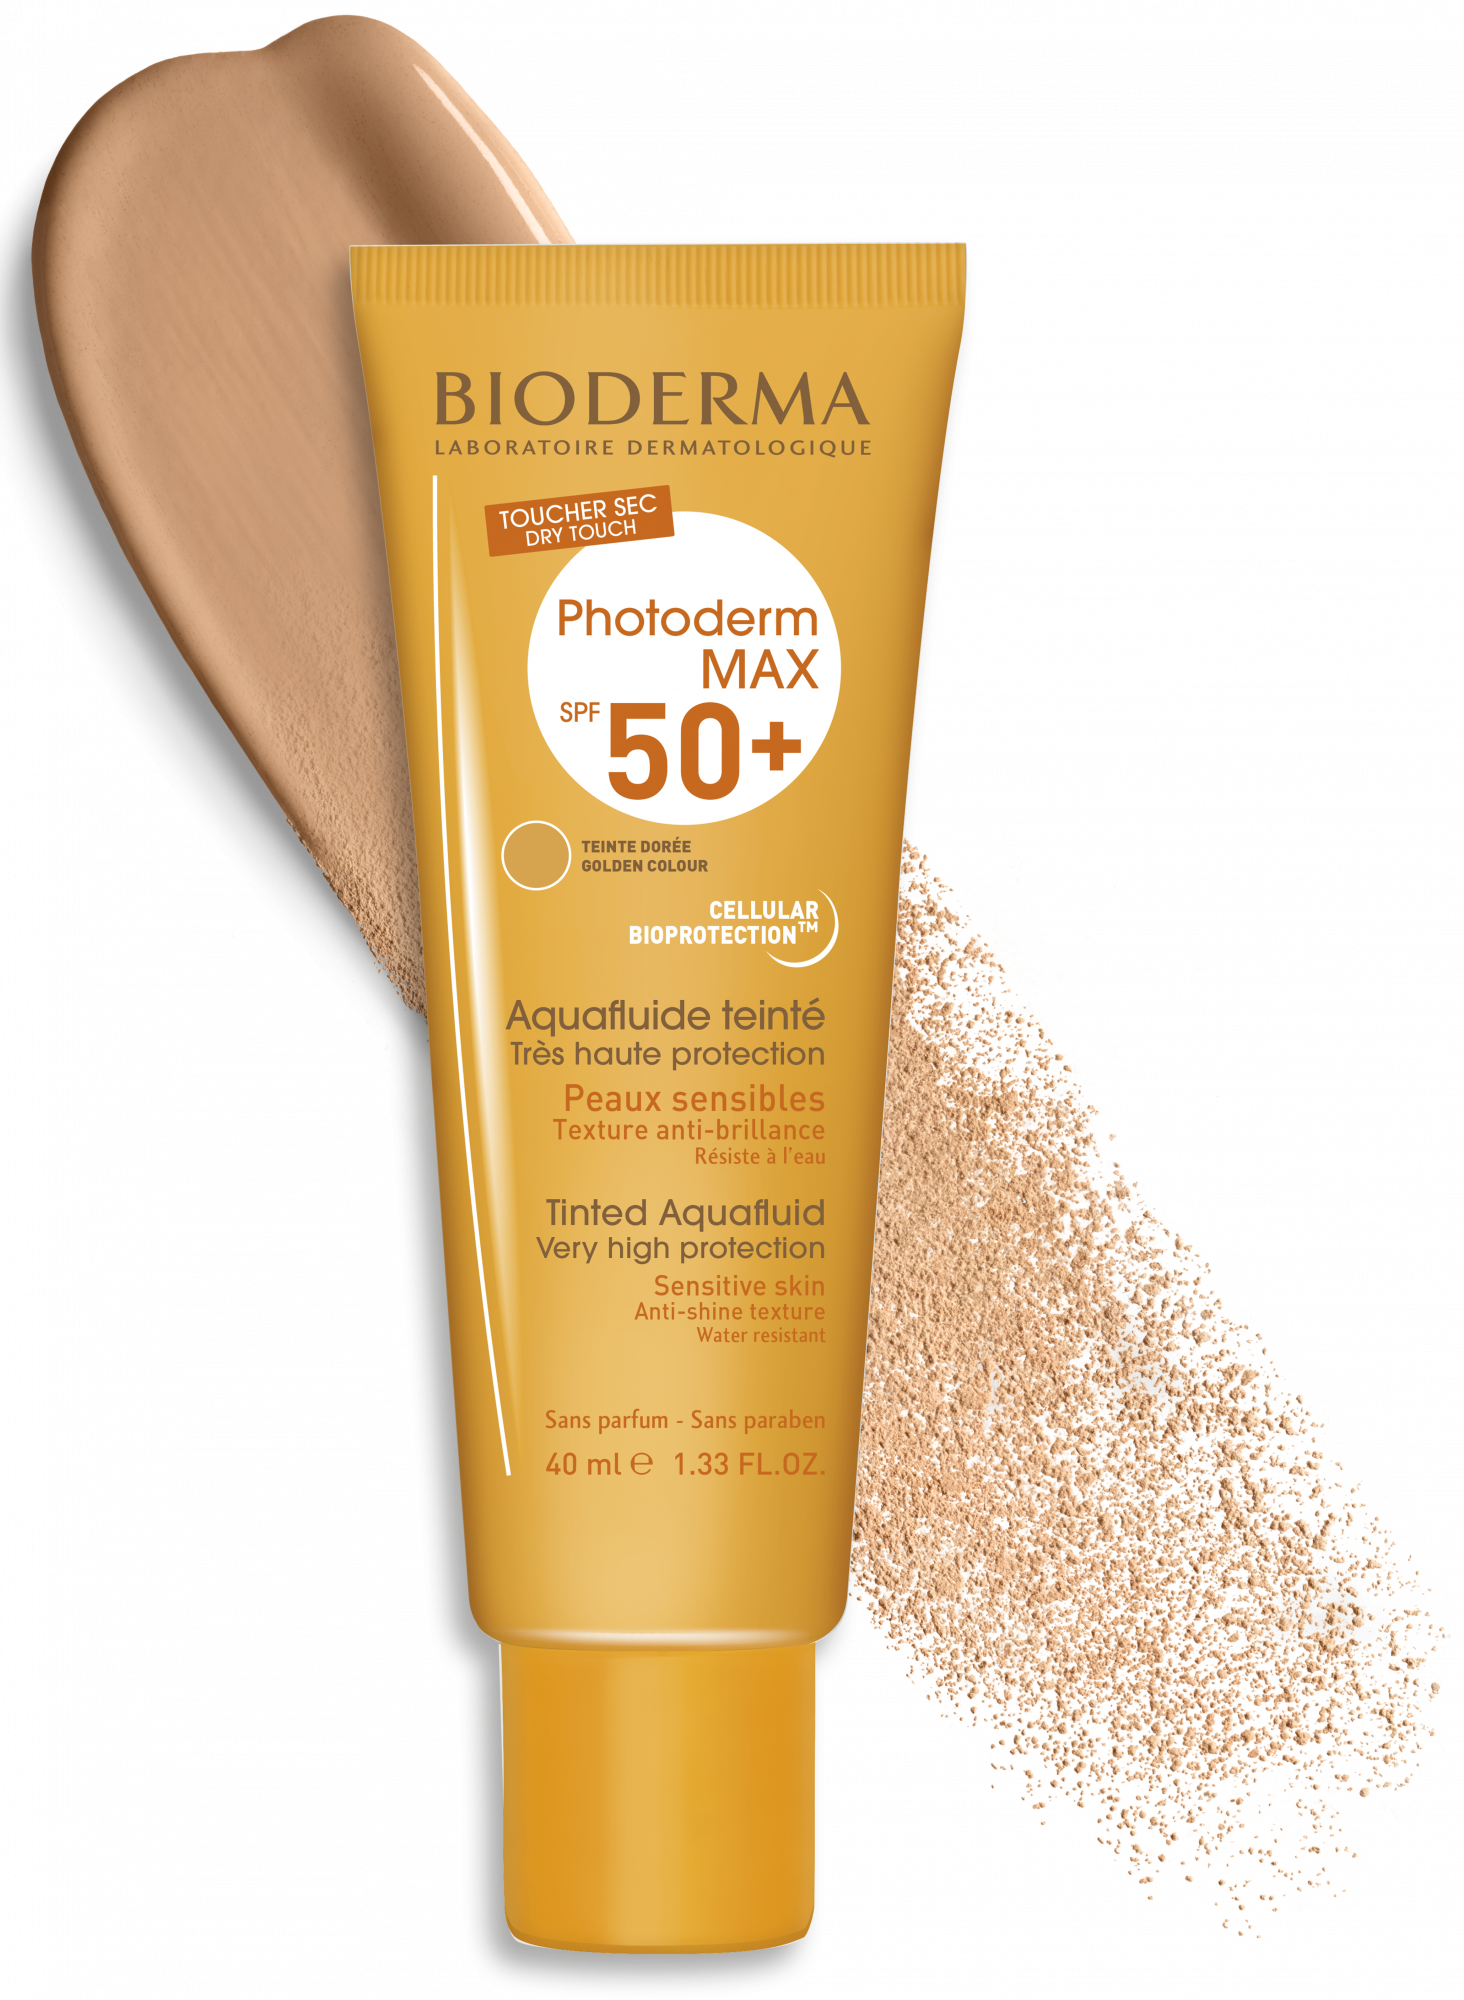 BIODERMA
LABORATOIRE DERMATOLOGIQUE
TOUCHER SEC
DRY TOUCH
Photoderm
MAX
SPF 50+
TEINTE DORÉE
GOLDEN COLOUR
CELLULAR
BIOPROTECTION™
Aquafluide teinté
Très haute protection
Peaux sensibles
Texture anti-brillance
Résiste à l'eau
Tinted Aquafluid
Very high protection
Sensitive skin
Anti-shine texture
Water resistant
Sans parfum - Sans paraben
40 ml ℮ 1.33 FL.OZ.